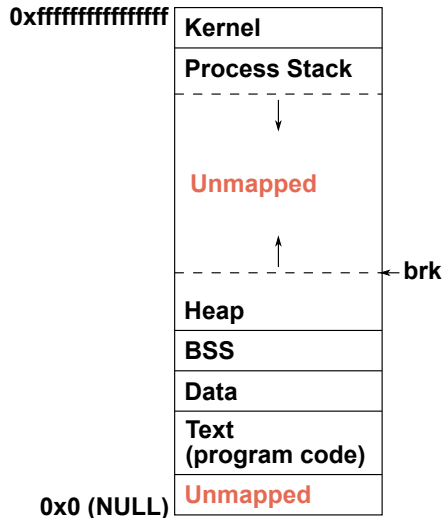 0xffffffffffffffff
Kernel
Process Stack
Unmapped
brk
Heap
BSS
Data
Text
(program code)
Unmapped
0x0 (NULL)